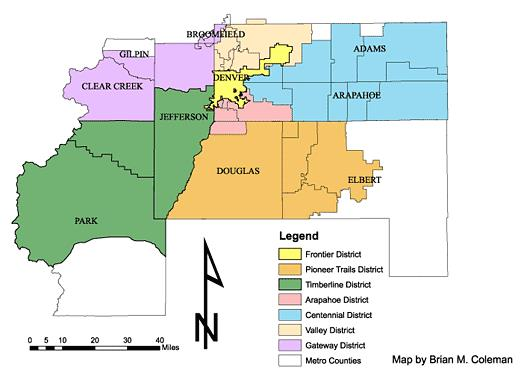 BROOMFIELD
GILPIN
ADAMS
DENVER
CLEAR CREEK
ARAPAHOE
JEFFERSON
DOUGLAS
ELBERT
PARK
Legend
Frontier District
Pioneer Trails District
Timberline District
Arapahoe District
Centennial District
Valley District
Gateway District
Metro Counties
N
0 5 10 20 30 40
Miles
Map by Brian M. Coleman